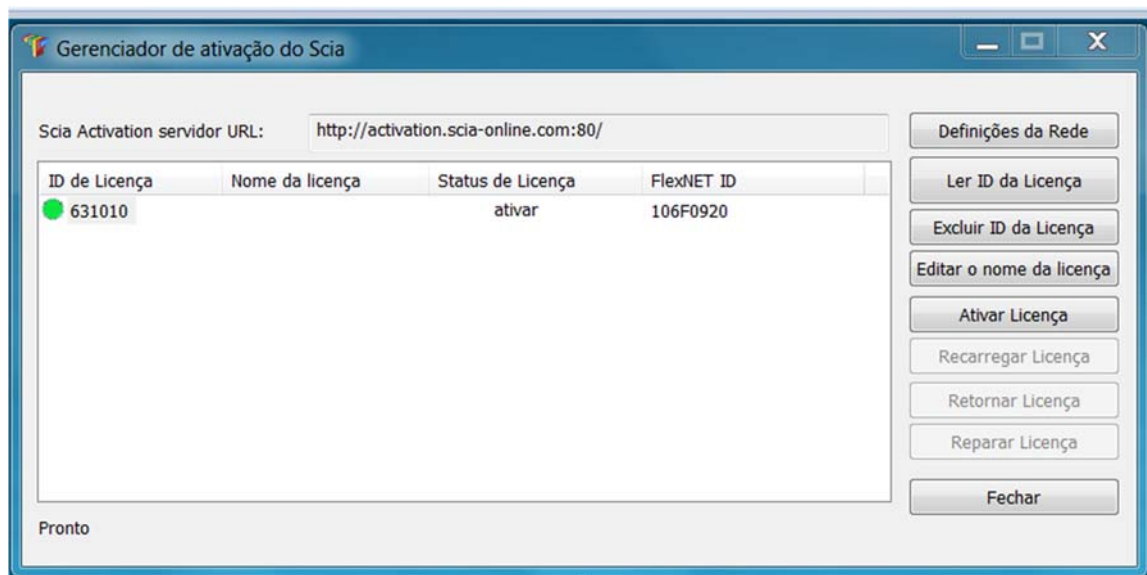 Gerenciador de ativação do Scia
Scia Activation servidor URL: http://activation.scia-online.com:80/
Definições da Rede
ID de Licença Nome da licença Status de Licença FlexNET ID
Ler ID da Licença
631010 ativar 106F0920
Excluir ID da Licença
Editar o nome da licença
Ativar Licença
Recarregar Licença
Retornar Licença
Reparar Licença
Fechar
Pronto